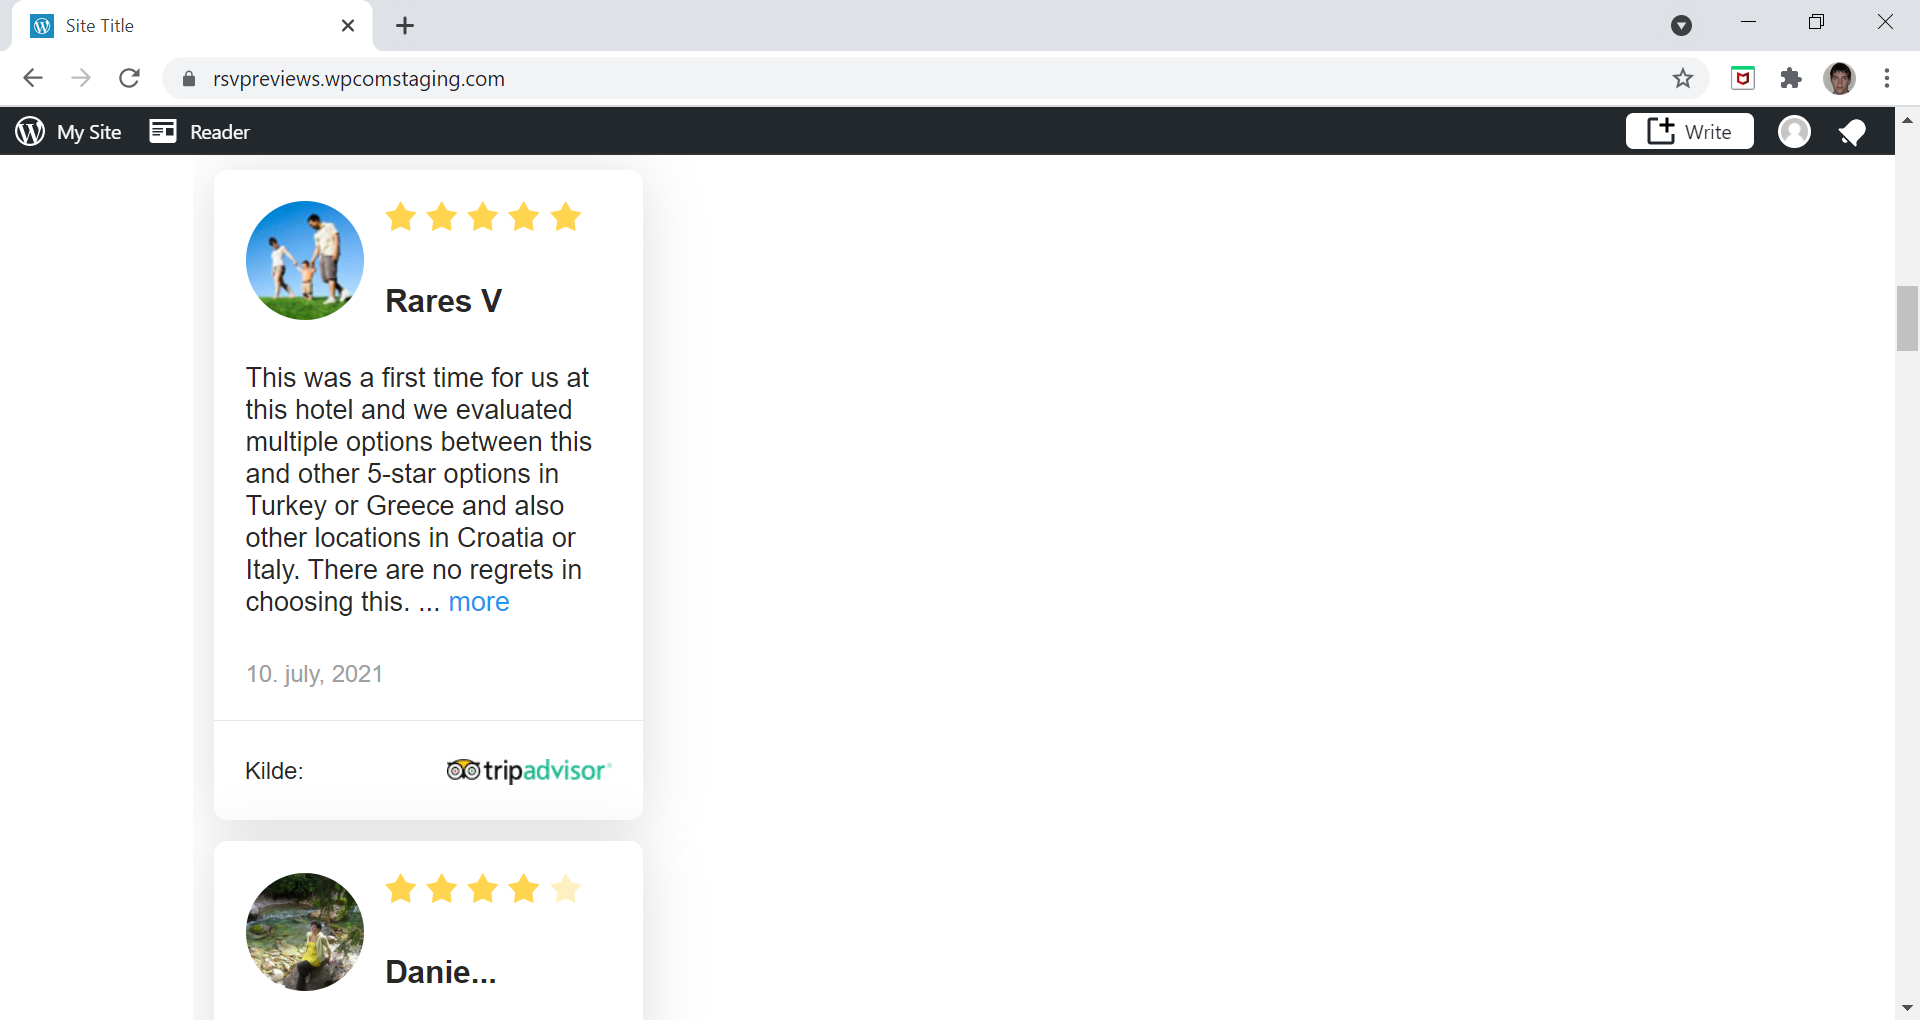 Site Title
rsvpreviews.wpcomstaging.com
My Site
Reader
Write
Rares V
This was a first time for us at
this hotel and we evaluated
multiple options between this
and other 5-star options in
Turkey or Greece and also
other locations in Croatia or
Italy. There are no regrets in
choosing this. ... more
10. july, 2021
Kilde:
tripadvisor
Danie...